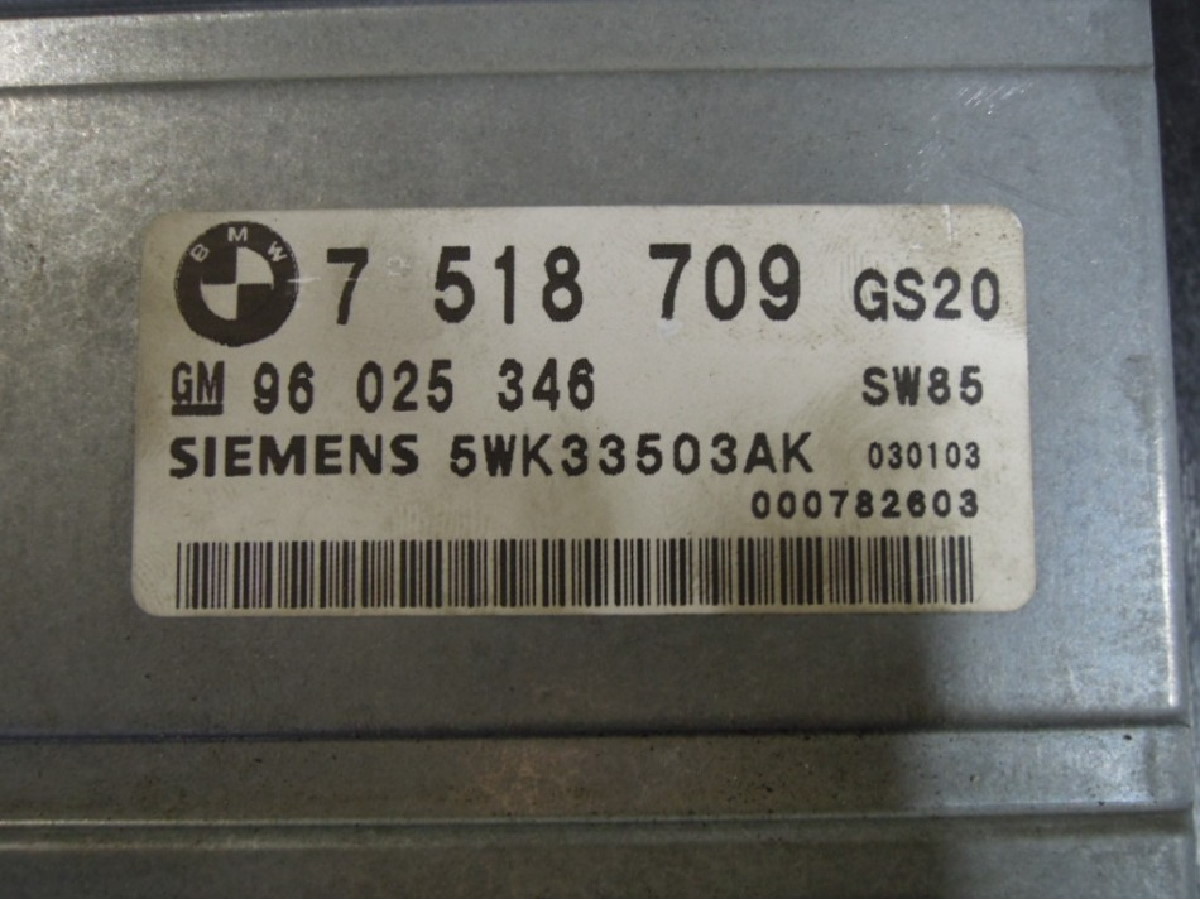 BMW 7 518 709 GS20
GM 96 025 346 SW85
SIEMENS 5WK33503AK 030103
000782603